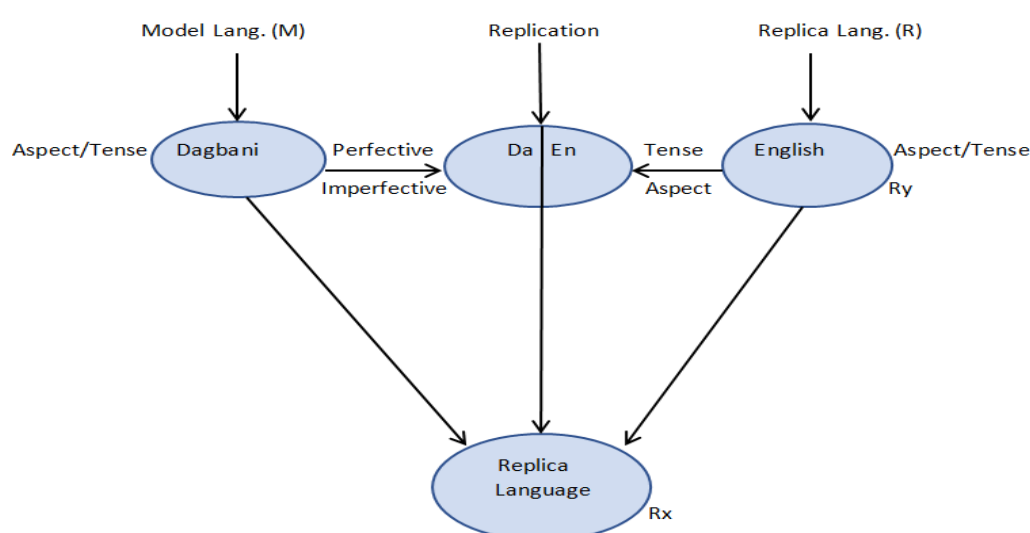 Model Lang. (M)
Replication
Replica Lang. (R)
Aspect/Tense
Dagbani
Perfective
Imperfective
Da
En
Tense
Aspect
English
Aspect/Tense
Ry
Replica
Language
Rx